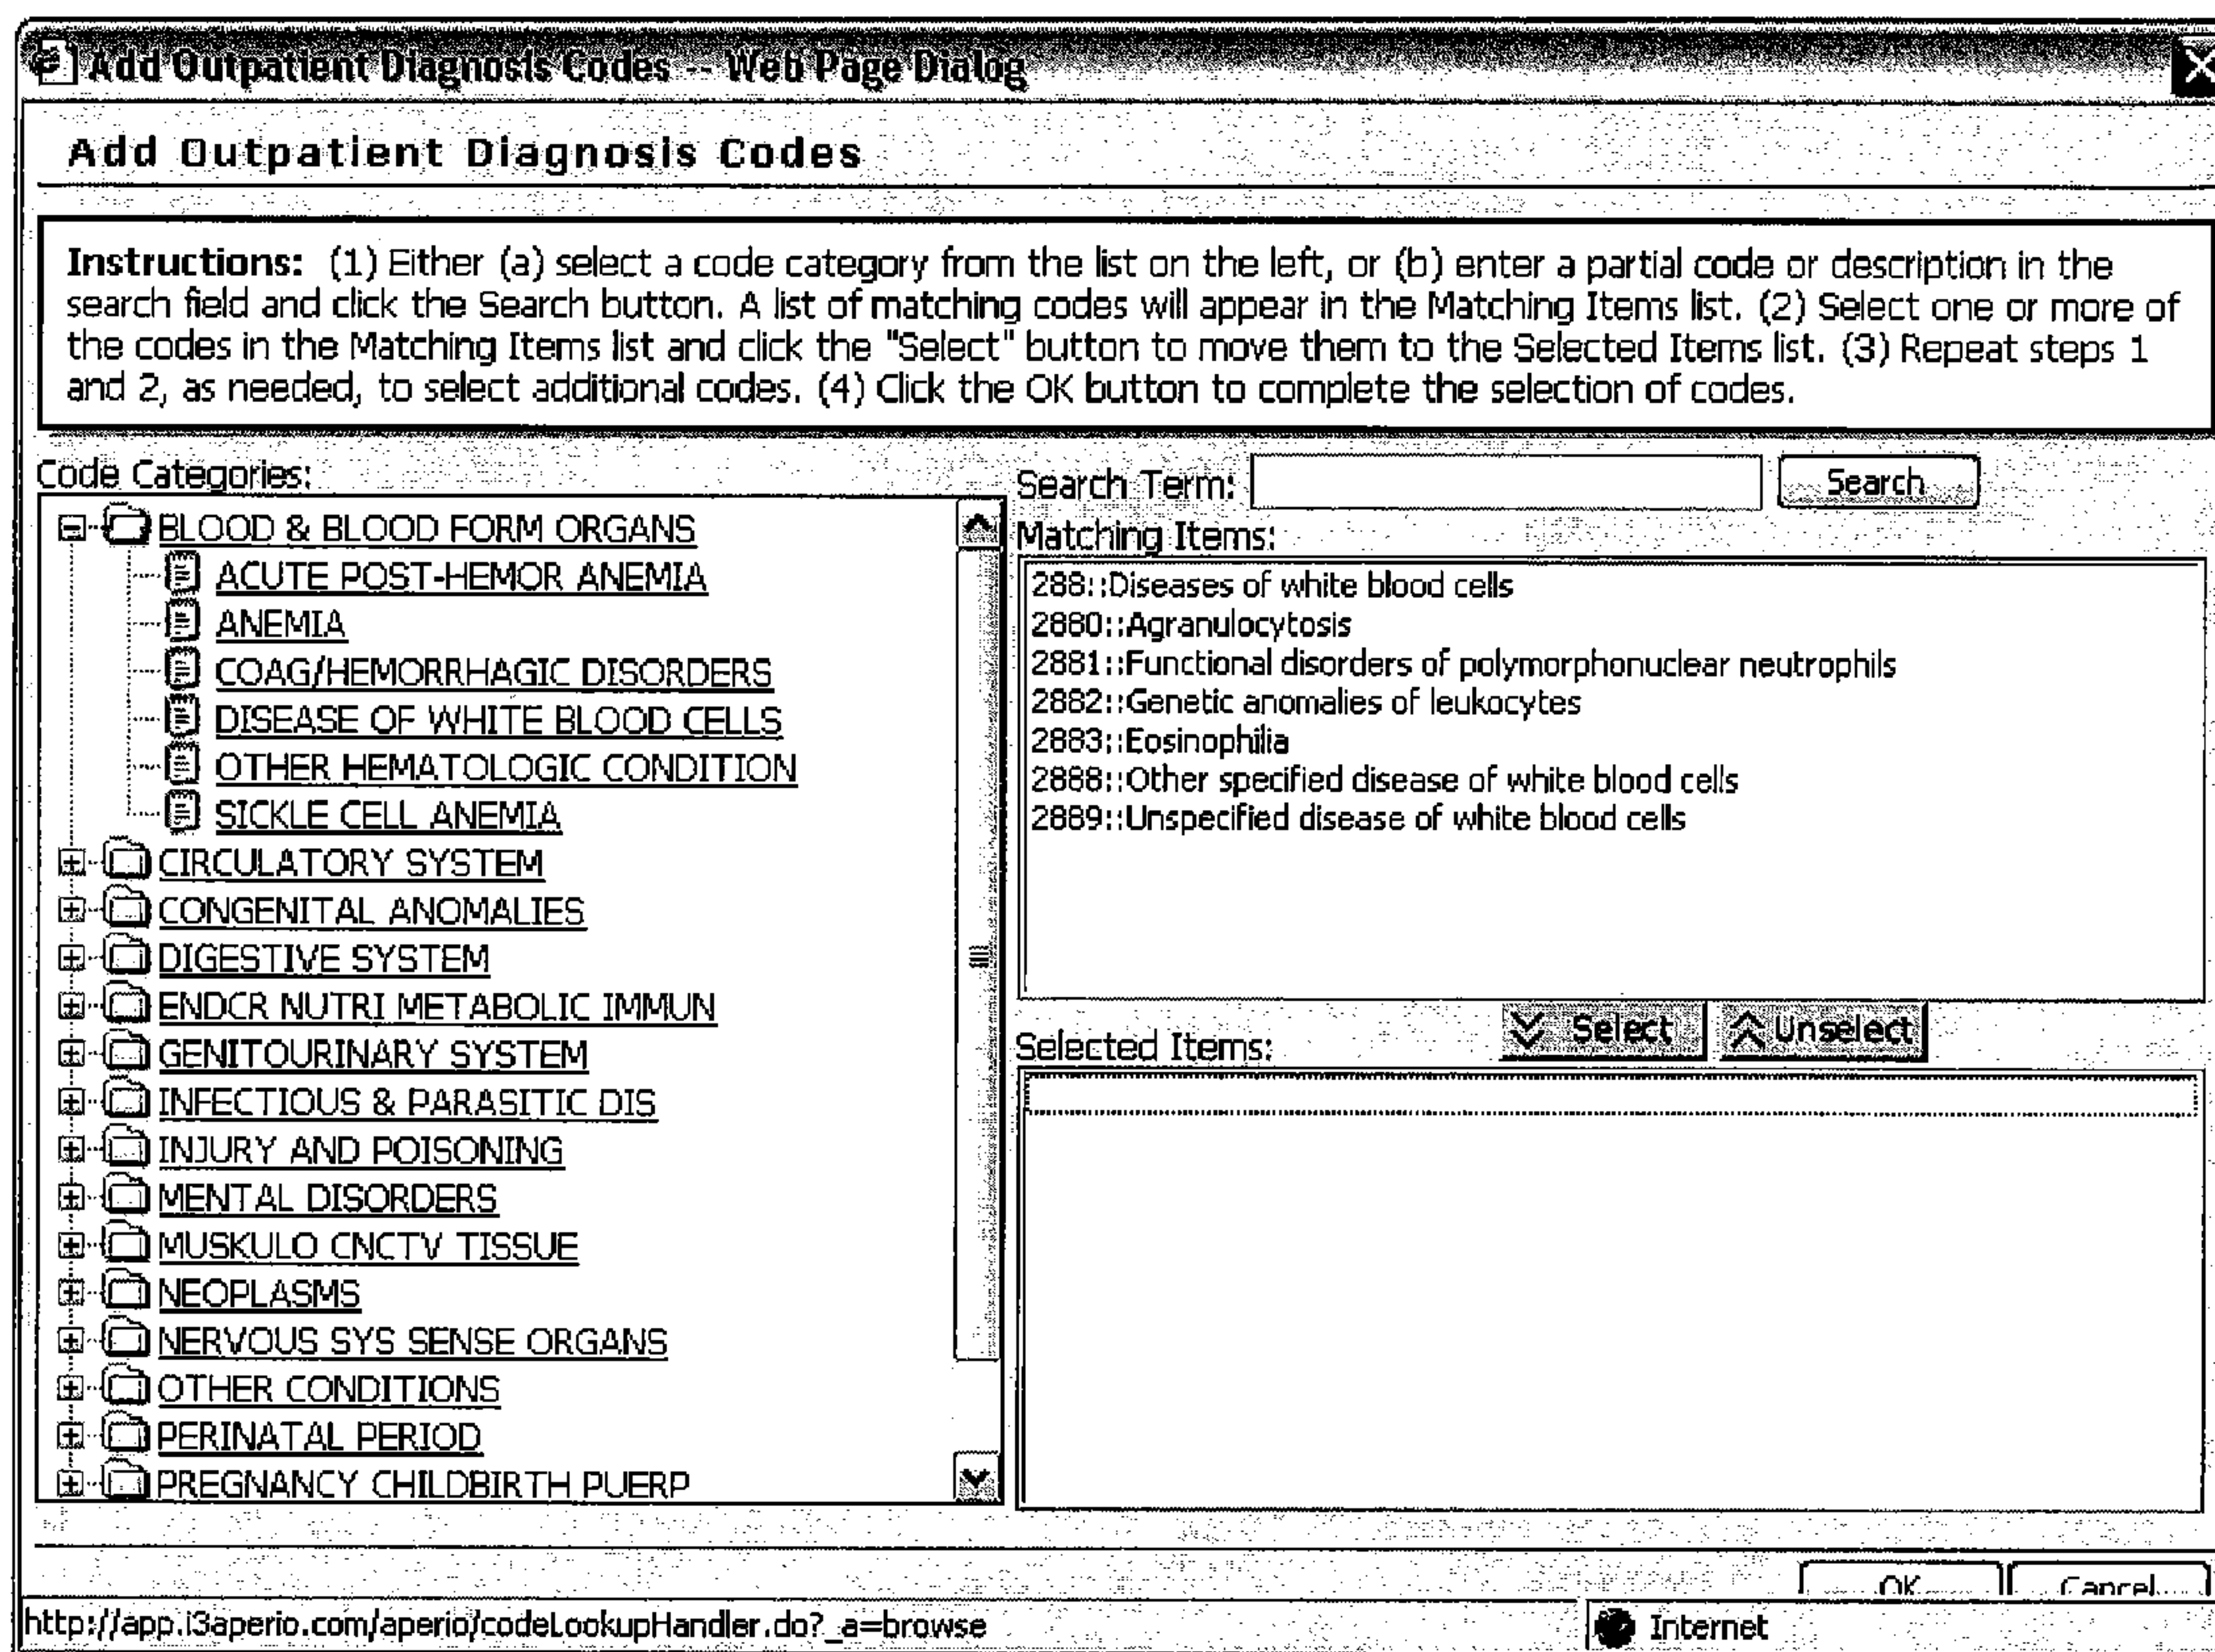 Add Outpatient Diagnosis Codes -- Web Page Dialog
Add Outpatient Diagnosis Codes
Instructions: (1) Either (a) select a code category from the list on the left, or (b) enter a partial code or description in the
search field and click the Search button. A list of matching codes will appear in the Matching Items list. (2) Select one or more of
the codes in the Matching Items list and click the "Select" button to move them to the Selected Items list. (3) Repeat steps 1
and 2, as needed, to select additional codes. (4) Click the OK button to complete the selection of codes.
Code Categories:
BLOOD & BLOOD FORM ORGANS
ACUTE POST-HEMOR ANEMIA
ANEMIA
COAG/HEMORRHAGIC DISORDERS
DISEASE OF WHITE BLOOD CELLS
OTHER HEMATOLOGIC CONDITION
SICKLE CELL ANEMIA
CIRCULATORY SYSTEM
CONGENITAL ANOMALIES
DIGESTIVE SYSTEM
ENDCR NUTRI METABOLIC IMMUN
GENITOURINARY SYSTEM
INFECTIOUS & PARASITIC DIS
INJURY AND POISONING
MENTAL DISORDERS
MUSKULO CNCTV TISSUE
NEOPLASMS
NERVOUS SYS SENSE ORGANS
OTHER CONDITIONS
PERINATAL PERIOD
PREGNANCY CHILDBIRTH PUERP
Search Term:
Search
Matching Items:
288::Diseases of white blood cells
2880::Agranulocytosis
2881::Functional disorders of polymorphonuclear neutrophils
2882::Genetic anomalies of leukocytes
2883::Eosinophilia
2888::Other specified disease of white blood cells
2889::Unspecified disease of white blood cells
Select
Unselect
Selected Items:
OK
Cancel
http://app.i3aperio.com/aperio/codeLookupHandler.do?_a=browse
Internet